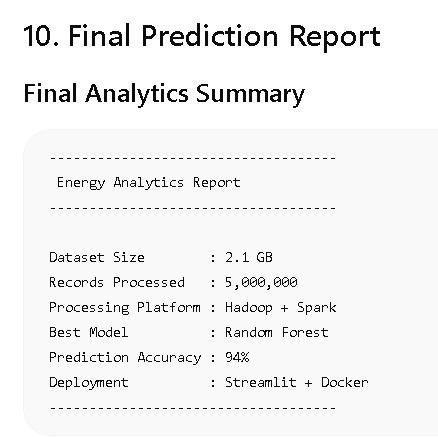 10. Final Prediction Report
Final Analytics Summary
------------------------------------
Energy Analytics Report
------------------------------------
Dataset Size : 2.1 GB
Records Processed : 5,000,000
Processing Platform : Hadoop + Spark
Best Model : Random Forest
Prediction Accuracy : 94%
Deployment : Streamlit + Docker
------------------------------------